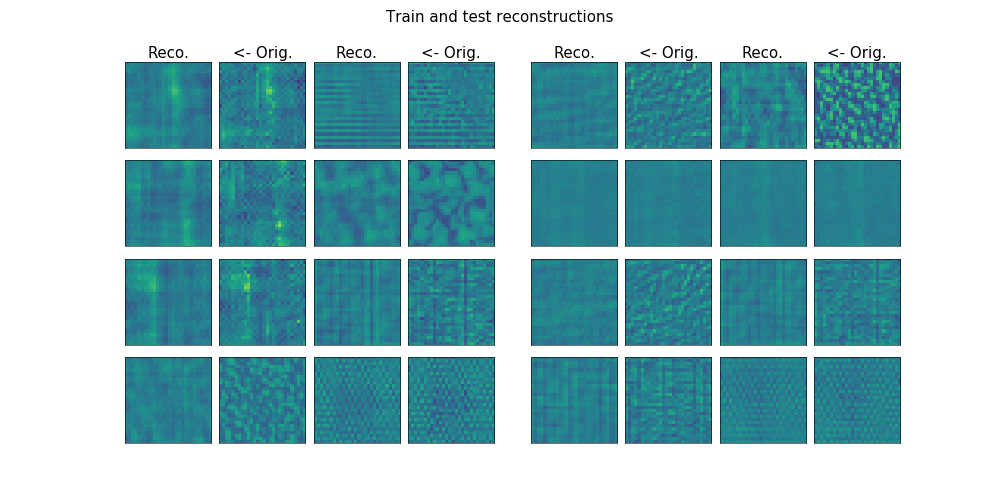 Train and test reconstructions
Reco. <- Orig. Reco. <- Orig. Reco. <- Orig. Reco. <- Orig.